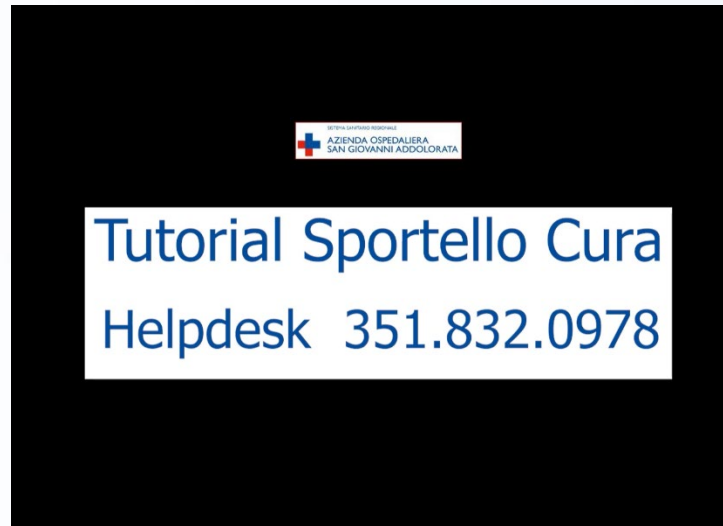 SISTEMA SANITARIO REGIONALE
AZIENDA OSPEDALIERA
SAN GIOVANNI ADDOLORATA
Tutorial Sportello Cura
Helpdesk 351.832.0978